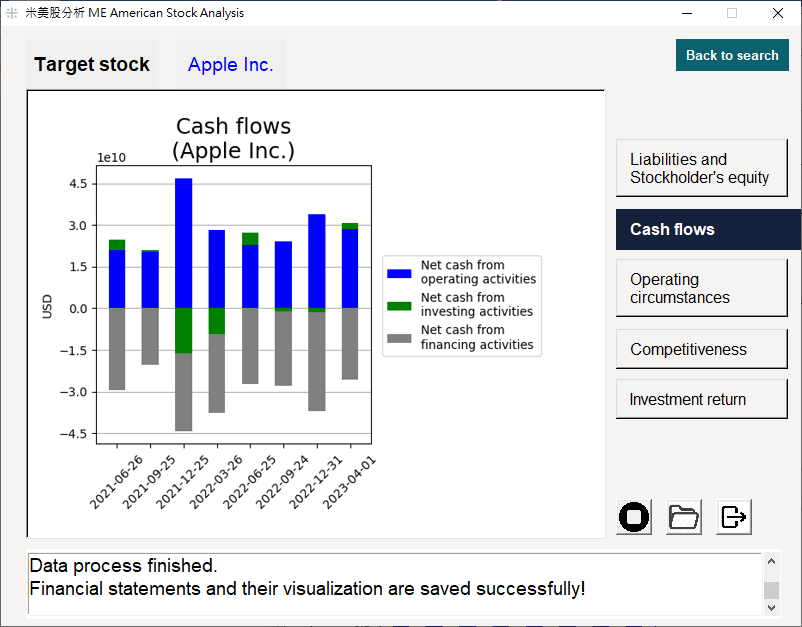 米美股分析 ME American Stock Analysis
Target stock
Apple Inc.
Back to search
Cash flows
(Apple Inc.)
1e10
4.5
3.0
1.5
0.0
−1.5
−3.0
−4.5
USD
2021-06-26
2021-09-25
2021-12-25
2022-03-26
2022-06-25
2022-09-24
2022-12-31
2023-04-01
Net cash from
operating activities
Net cash from
investing activities
Net cash from
financing activities
Liabilities and
Stockholder's equity
Cash flows
Operating
circumstances
Competitiveness
Investment return
Data process finished.
Financial statements and their visualization are saved successfully!